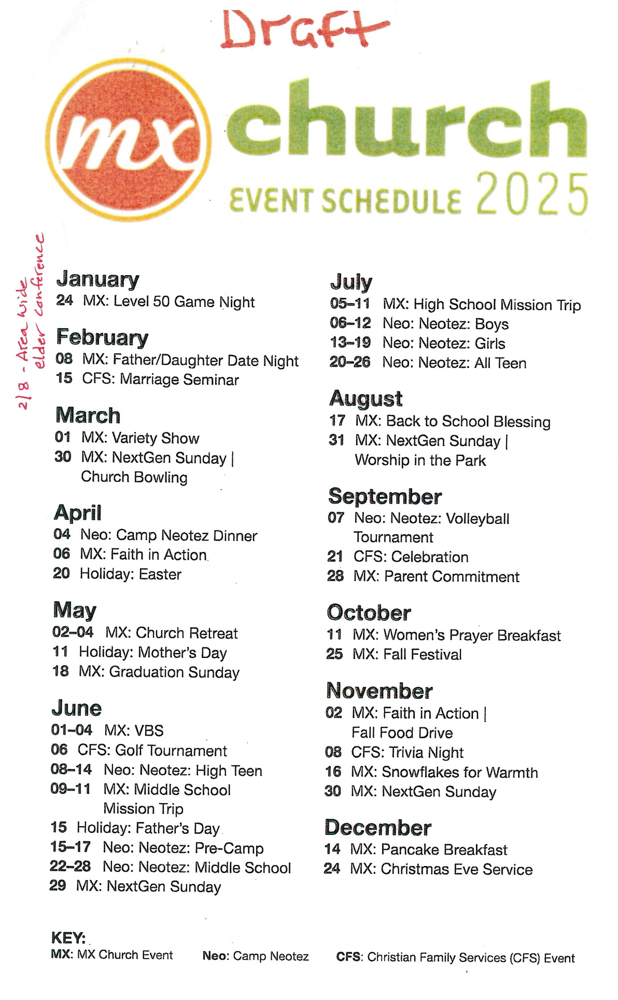 Draft
mx church
EVENT SCHEDULE 2025
2/8 - Area wide
elder conference
January
24 MX: Level 50 Game Night
February
08 MX: Father/Daughter Date Night
15 CFS: Marriage Seminar
March
01 MX: Variety Show
30 MX: NextGen Sunday |
Church Bowling
April
04 Neo: Camp Neotez Dinner
06 MX: Faith in Action
20 Holiday: Easter
May
02–04 MX: Church Retreat
11 Holiday: Mother's Day
18 MX: Graduation Sunday
June
01–04 MX: VBS
06 CFS: Golf Tournament
08–14 Neo: Neotez: High Teen
09–11 MX: Middle School
Mission Trip
15 Holiday: Father's Day
15–17 Neo: Neotez: Pre-Camp
22–28 Neo: Neotez: Middle School
29 MX: NextGen Sunday
July
05–11 MX: High School Mission Trip
06–12 Neo: Neotez: Boys
13–19 Neo: Neotez: Girls
20–26 Neo: Neotez: All Teen
August
17 MX: Back to School Blessing
31 MX: NextGen Sunday |
Worship in the Park
September
07 Neo: Neotez: Volleyball
Tournament
21 CFS: Celebration
28 MX: Parent Commitment
October
11 MX: Women's Prayer Breakfast
25 MX: Fall Festival
November
02 MX: Faith in Action |
Fall Food Drive
08 CFS: Trivia Night
16 MX: Snowflakes for Warmth
30 MX: NextGen Sunday
December
14 MX: Pancake Breakfast
24 MX: Christmas Eve Service
KEY:
MX: MX Church Event Neo: Camp Neotez CFS: Christian Family Services (CFS) Event